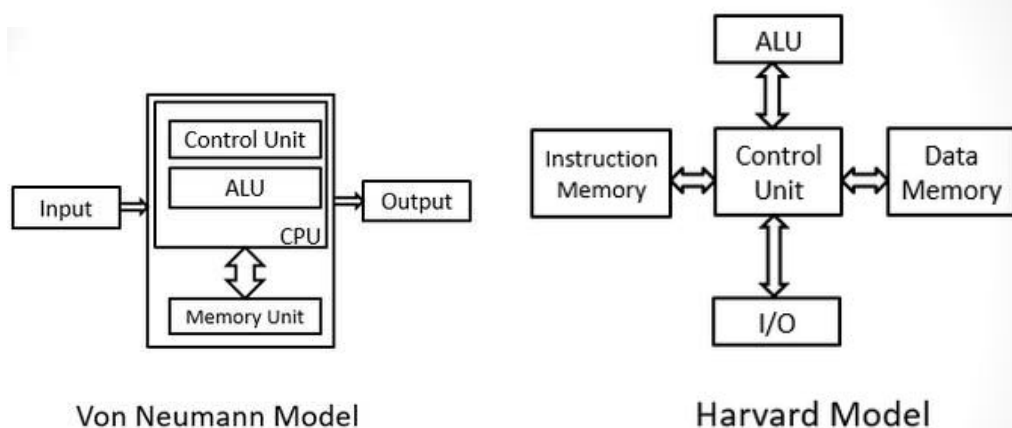 Control Unit
ALU
CPU
Input
Output
Memory Unit
Von Neumann Model
ALU
Instruction
Memory
Control
Unit
Data
Memory
I/O
Harvard Model